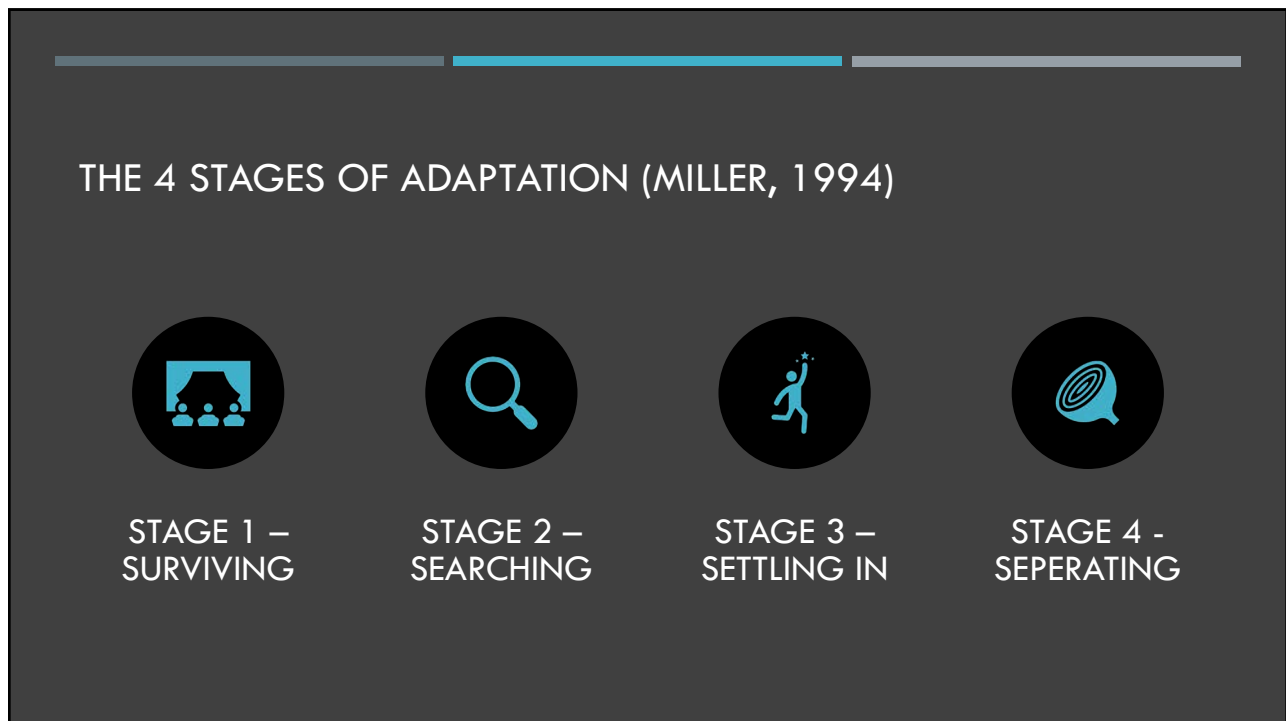 THE 4 STAGES OF ADAPTATION (MILLER, 1994)
STAGE 1 –
SURVIVING
STAGE 2 –
SEARCHING
STAGE 3 –
SETTLING IN
STAGE 4 -
SEPERATING